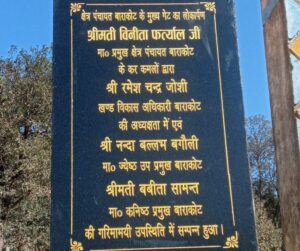 क्षेत्र पंचायत बाराकोट के मुख्य गेट का लोकार्पण
श्रीमती विनीता फर्त्याल जी
मा० प्रमुख क्षेत्र पंचायत बाराकोट
के कर कमलों द्वारा
श्री रमेश चन्द्र जोशी
खण्ड विकास अधिकारी बाराकोट
की अध्यक्षता में एवं
श्री नन्दा बल्लभ बगौली
मा० ज्येष्ठ उप प्रमुख बाराकोट
श्रीमती बबीता सामन्त
मा० कनिष्ठ प्रमुख बाराकोट
की गरिमामयी उपस्थिति में सम्पन्न हुआ।